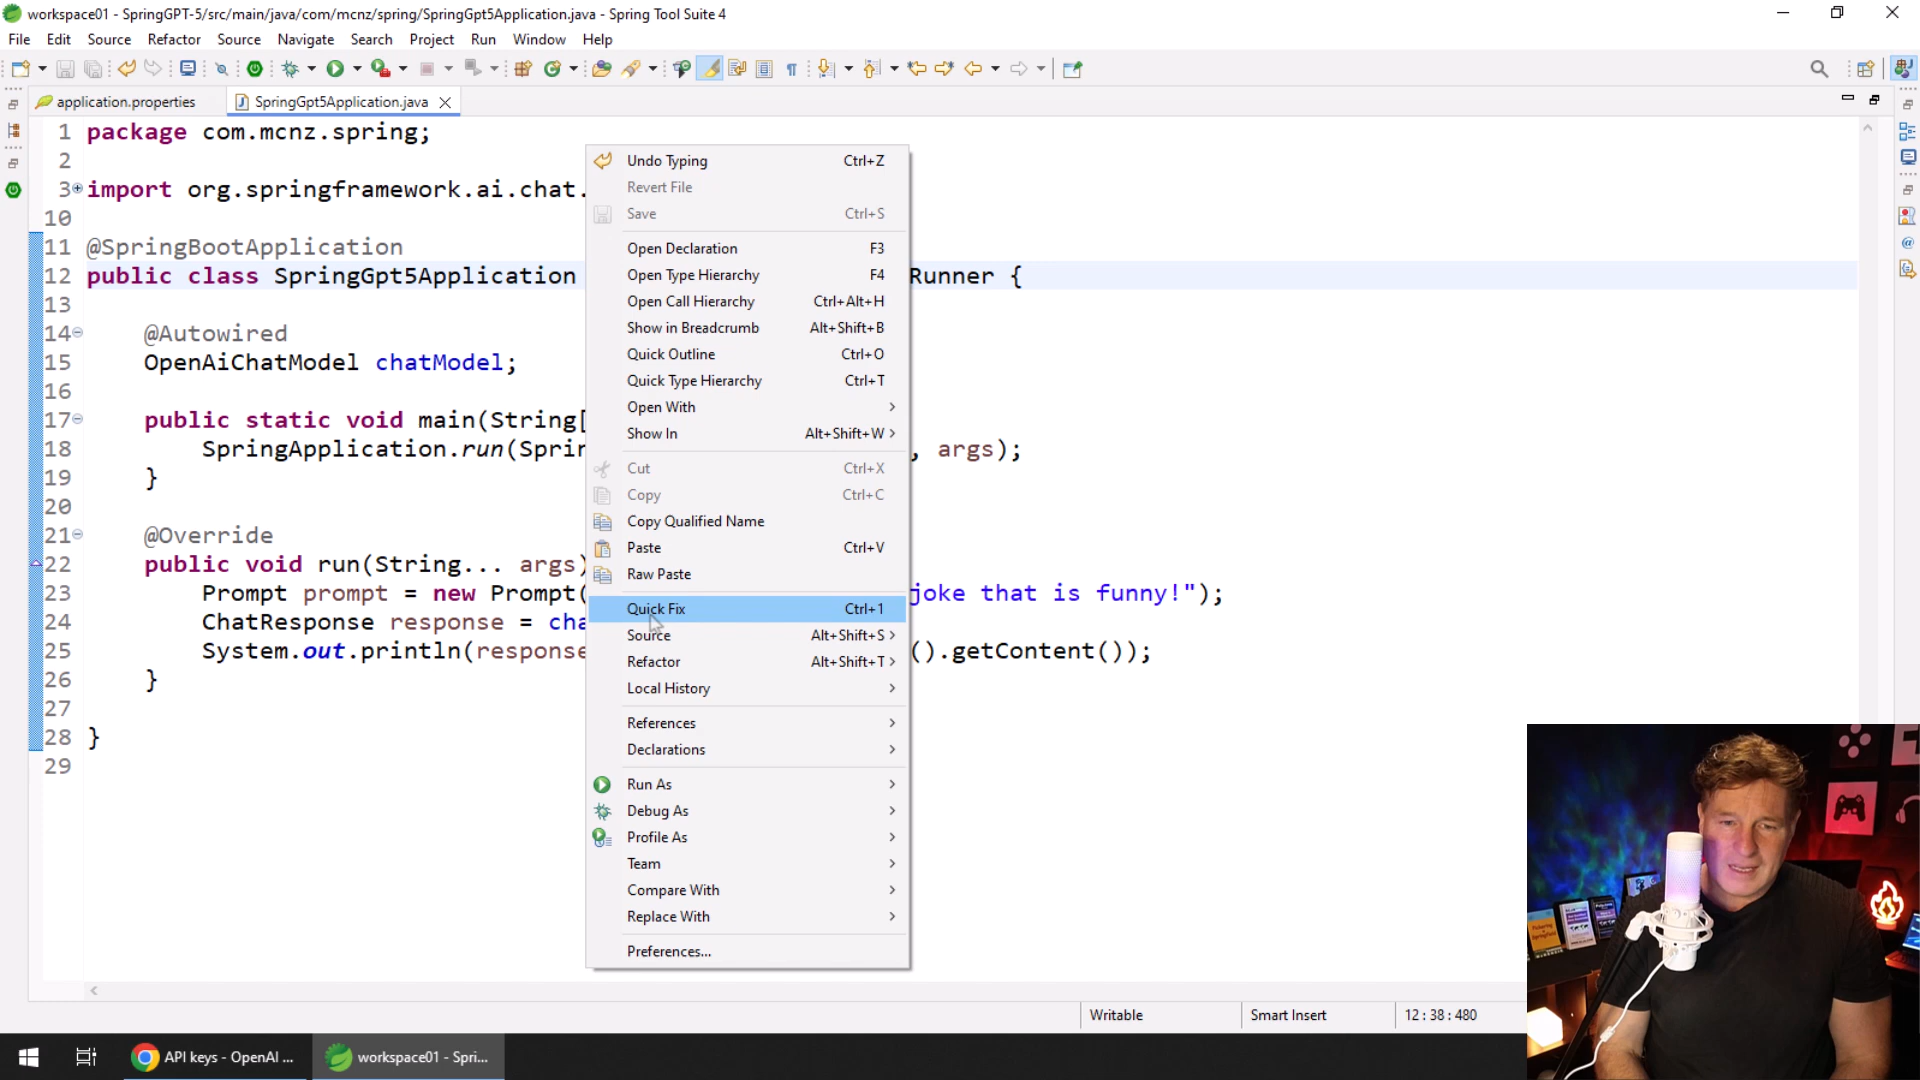 workspace01 - SpringGPT-5/src/main/java/com/mcnz/spring/SpringGpt5Application.java - Spring Tool Suite 4
File Edit Source Refactor Source Navigate Search Project Run Window Help
application.properties SpringGpt5Application.java
1 package com.mcnz.spring;
2
3 import org.springframework.ai.chat.
10
11 @SpringBootApplication
12 public class SpringGpt5Application Runner {
13
14 @Autowired
15 OpenAiChatModel chatModel;
16
17 public static void main(String[
18 SpringApplication.run(Sprin , args);
19 }
20
21 @Override
22 public void run(String... args)
23 Prompt prompt = new Prompt( joke that is funny!");
24 ChatResponse response = cha
25 System.out.println(response ().getContent());
26 }
27
28 }
29
Undo Typing Ctrl+Z
Revert File
Save Ctrl+S
Open Declaration F3
Open Type Hierarchy F4
Open Call Hierarchy Ctrl+Alt+H
Show in Breadcrumb Alt+Shift+B
Quick Outline Ctrl+O
Quick Type Hierarchy Ctrl+T
Open With
Show In Alt+Shift+W
Cut Ctrl+X
Copy Ctrl+C
Copy Qualified Name
Paste Ctrl+V
Raw Paste
Quick Fix Ctrl+1
Source Alt+Shift+S
Refactor Alt+Shift+T
Local History
References
Declarations
Run As
Debug As
Profile As
Team
Compare With
Replace With
Preferences...
Writable Smart Insert 12 : 38 : 480
API keys - OpenAI ... workspace01 - Spri...